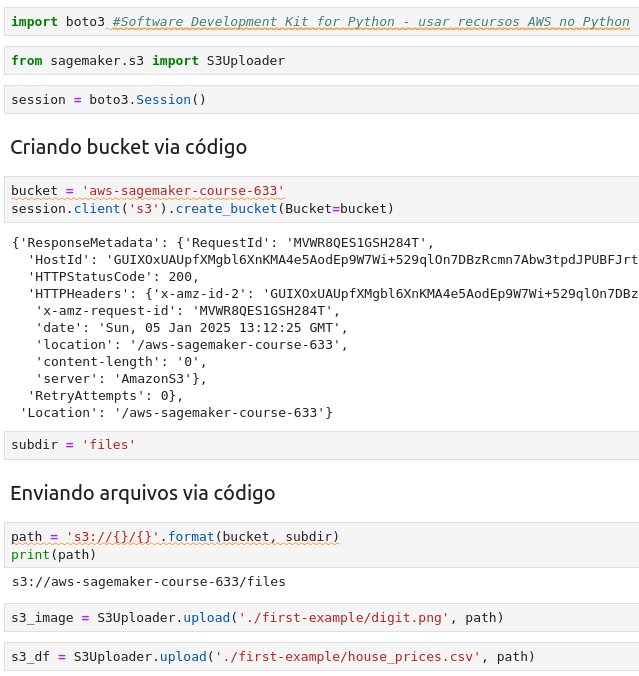 import boto3 #Software Development Kit for Python - usar recursos AWS no Python
from sagemaker.s3 import S3Uploader
session = boto3.Session()
Criando bucket via código
bucket = 'aws-sagemaker-course-633'
session.client('s3').create_bucket(Bucket=bucket)
{'ResponseMetadata': {'RequestId': 'MVWR8QES1GSH284T',
'HostId': 'GUIXOxUAUpfXMgbl6XnKMA4e5AodEp9W7Wi+529qlOn7DBzRcmn7Abw3tpdJPUBFJrt
'HTTPStatusCode': 200,
'HTTPHeaders': {'x-amz-id-2': 'GUIXOxUAUpfXMgbl6XnKMA4e5AodEp9W7Wi+529qlOn7DBz
'x-amz-request-id': 'MVWR8QES1GSH284T',
'date': 'Sun, 05 Jan 2025 13:12:25 GMT',
'location': '/aws-sagemaker-course-633',
'content-length': '0',
'server': 'AmazonS3'},
'RetryAttempts': 0},
'Location': '/aws-sagemaker-course-633'}
subdir = 'files'
Enviando arquivos via código
path = 's3://{}/{}'.format(bucket, subdir)
print(path)
s3://aws-sagemaker-course-633/files
s3_image = S3Uploader.upload('./first-example/digit.png', path)
s3_df = S3Uploader.upload('./first-example/house_prices.csv', path)